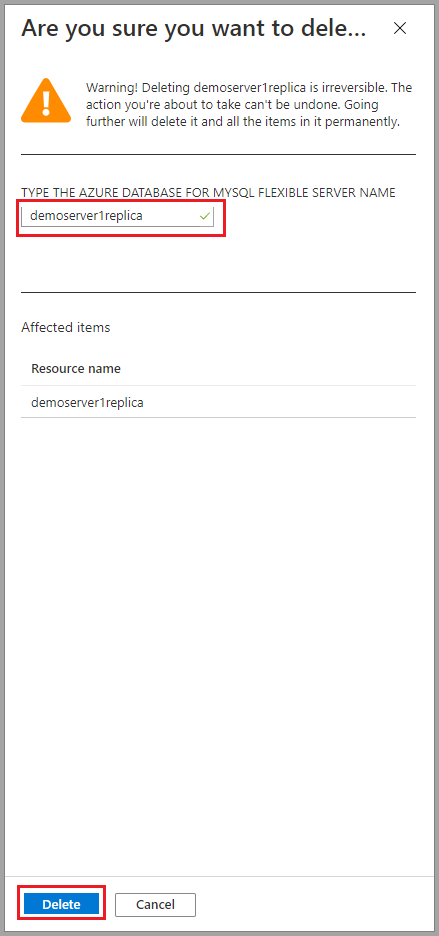 Are you sure you want to dele...
Warning! Deleting demoserver1replica is irreversible. The
action you're about to take can't be undone. Going
further will delete it and all the items in it permanently.
TYPE THE AZURE DATABASE FOR MYSQL FLEXIBLE SERVER NAME
demoserver1replica
Affected items
Resource name
demoserver1replica
Delete
Cancel